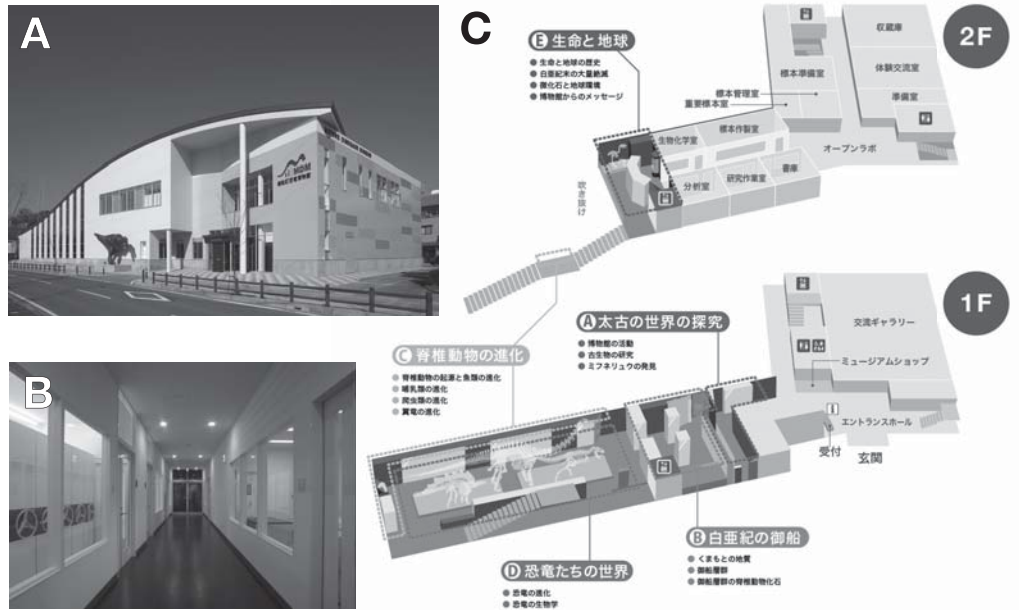 A
MDM
御船町恐竜博物館
B
C
2F
E 生命と地球
● 生命と地球の歴史
● 白亜紀末の大量絶滅
● 微化石と地球環境
● 博物館からのメッセージ
収蔵庫
体験交流室
準備室
標本準備室
標本管理室
重要標本室
オープンラボ
生物化学室
標本作製室
分析室
研究作業室
書庫
吹き抜け
1F
A 太古の世界の探究
● 博物館の活動
● 古生物の研究
● ミフネリュウの発見
交流ギャラリー
ミュージアムショップ
エントランスホール
受付
玄関
C 脊椎動物の進化
● 脊椎動物の起源と魚類の進化
● 哺乳類の進化
● 爬虫類の進化
● 翼竜の進化
B 白亜紀の御船
● くまもとの地質
● 御船層群
● 御船層群の脊椎動物化石
D 恐竜たちの世界
● 恐竜の進化
● 恐竜の生物学